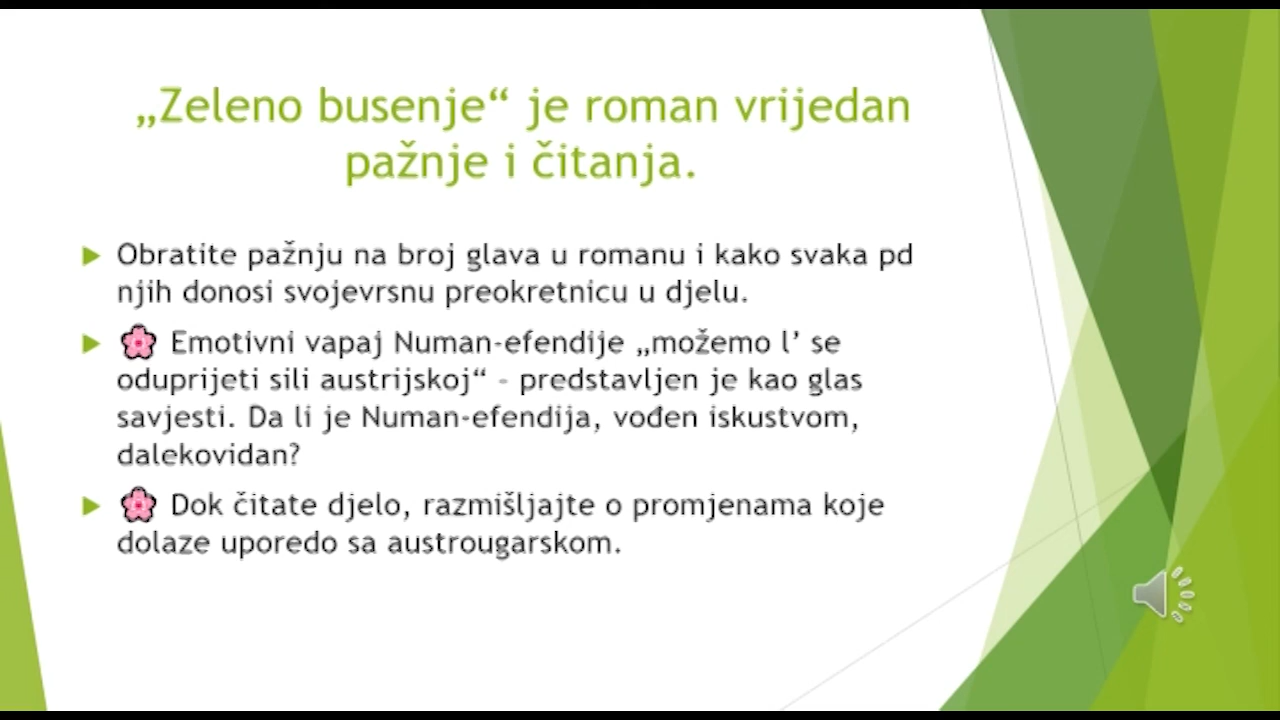 „Zeleno busenje“ je roman vrijedan
pažnje i čitanja.
Obratite pažnju na broj glava u romanu i kako svaka pd
njih donosi svojevrsnu preokretnicu u djelu.
Emotivni vapaj Numan-efendije „možemo l’ se
oduprijeti sili austrijskoj“ - predstavljen je kao glas
savjesti. Da li je Numan-efendija, vođen iskustvom,
dalekovidan?
Dok čitate djelo, razmišljajte o promjenama koje
dolaze uporedo sa austrougarskom.